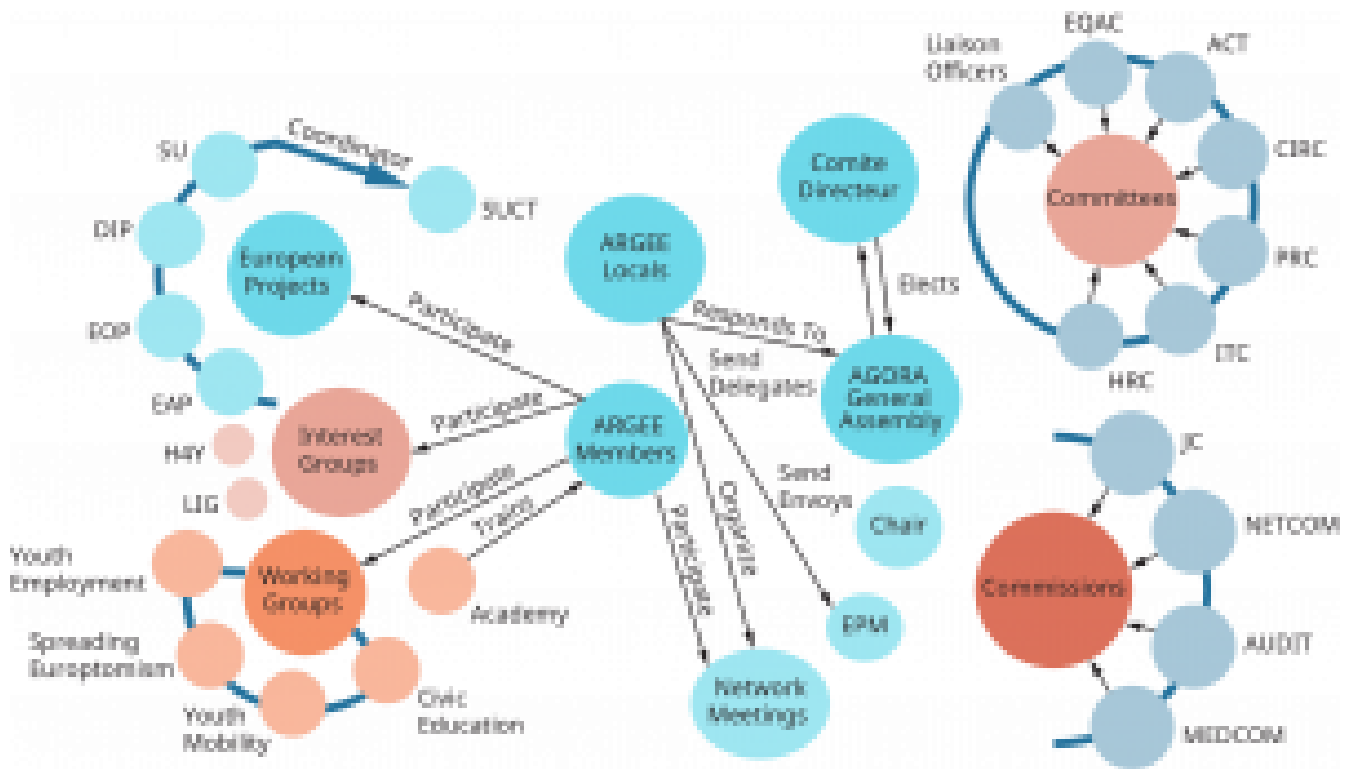 EQAC
Liaison
Officers
ACT
CIRC
Committees
PRC
ITC
HRC
SU
Coordinator
SUCT
DIP
European
Projects
EOP
EAP
H4Y
LIG
Interest
Groups
Participate
Participate
Participate
Trains
Participate
ARGEE
Locals
ARGEE
Members
Comite
Directeur
Elects
Responds To
Send
Delegates
AGORA
General
Assembly
Send
Envoys
Organize
Chair
EPM
Network
Meetings
Youth
Employment
Working
Groups
Academy
Spreading
Europtomism
Youth
Mobility
Civic
Education
JC
NETCOM
Commissions
AUDIT
MEDCOM